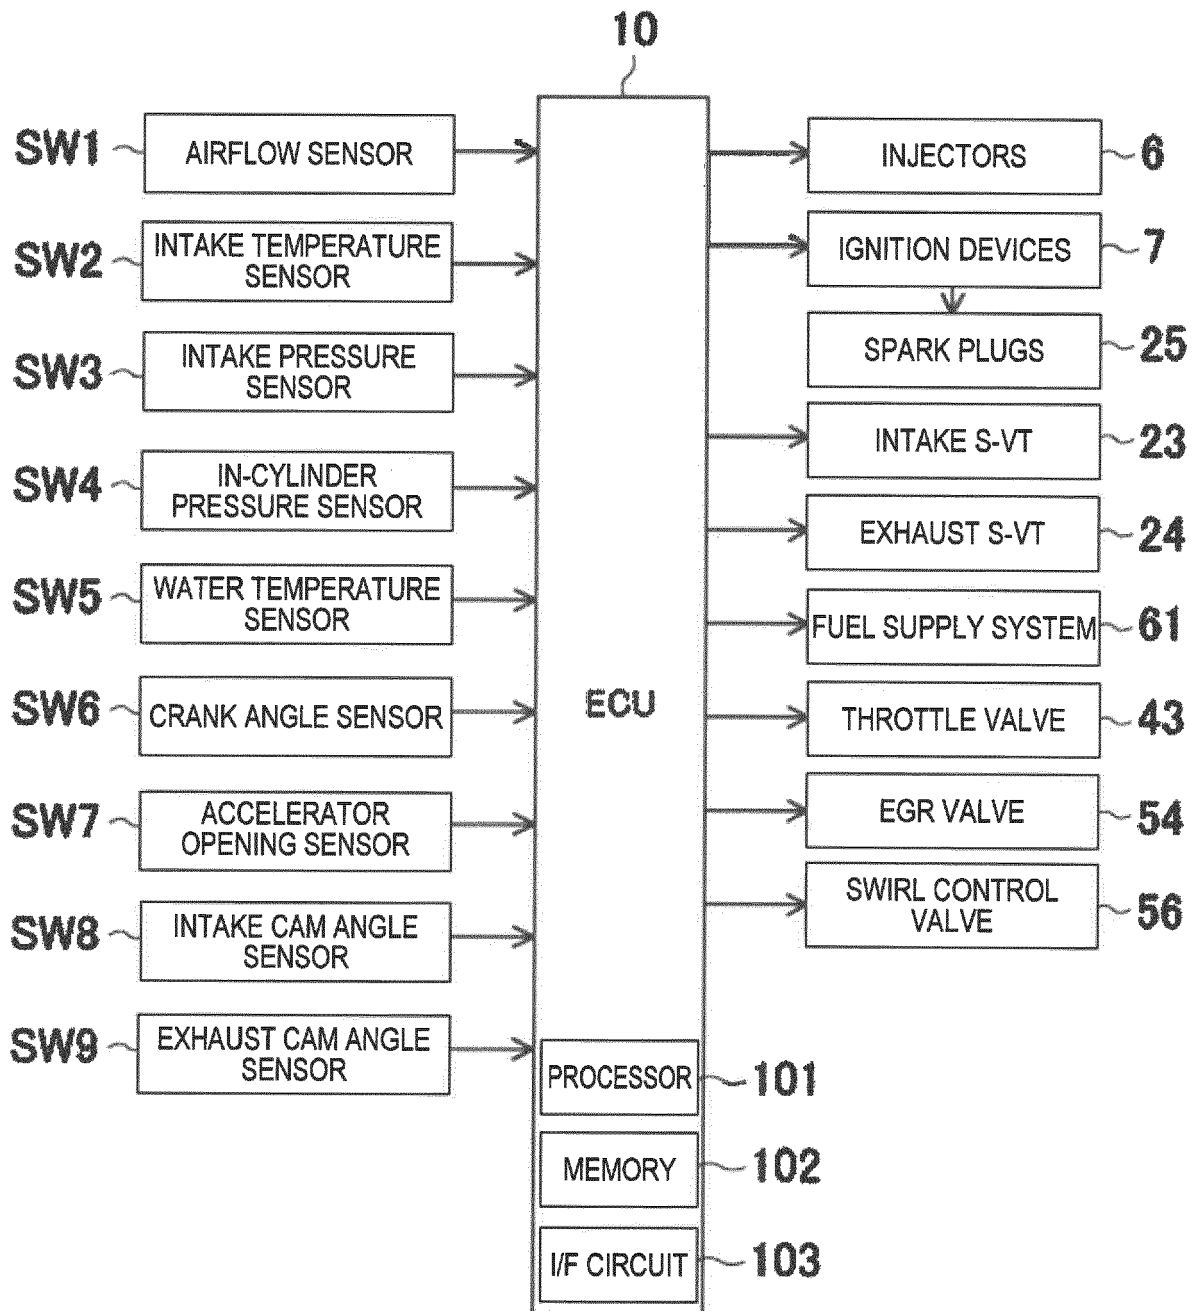 10
SW1
AIRFLOW SENSOR
SW2
INTAKE TEMPERATURE
SENSOR
SW3
INTAKE PRESSURE
SENSOR
SW4
IN-CYLINDER
PRESSURE SENSOR
SW5
WATER TEMPERATURE
SENSOR
SW6
CRANK ANGLE SENSOR
SW7
ACCELERATOR
OPENING SENSOR
SW8
INTAKE CAM ANGLE
SENSOR
SW9
EXHAUST CAM ANGLE
SENSOR
ECU
PROCESSOR
101
MEMORY
102
I/F CIRCUIT
103
INJECTORS
6
IGNITION DEVICES
7
SPARK PLUGS
25
INTAKE S-VT
23
EXHAUST S-VT
24
FUEL SUPPLY SYSTEM
61
THROTTLE VALVE
43
EGR VALVE
54
SWIRL CONTROL
VALVE
56